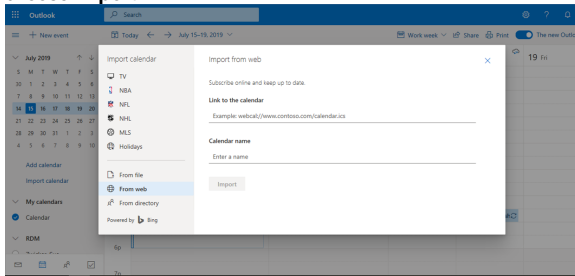 Outlook
Search
New event
Today
July 15–19, 2019
Work week
Share
Print
The new Outlo
July 2019
S M T W T F S
30 1 2 3 4 5 6
7 8 9 10 11 12 13
14 15 16 17 18 19 20
21 22 23 24 25 26 27
28 29 30 31 1 2 3
4 5 6 7 8 9 10
Add calendar
Import calendar
My calendars
Calendar
RDM
Import calendar
TV
NBA
NFL
NHL
MLS
Holidays
From file
From web
From directory
Powered by Bing
Import from web
Subscribe online and keep up to date.
Link to the calendar
Example: webcal//www.contoso.com/calendar.ics
Calendar name
Enter a name
Import
19 Fri
6p